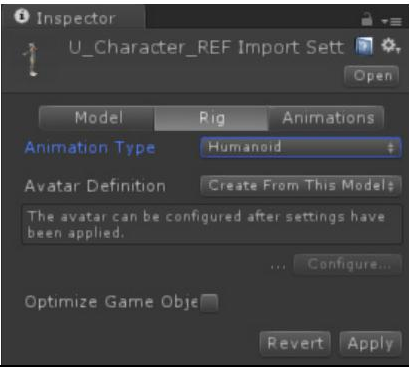 Inspector
U_Character_REF Import Sett
Open
Model Rig Animations
Animation Type Humanoid
Avatar Definition Create From This Model
The avatar can be configured after settings have
been applied.
... Configure...
Optimize Game Obje
Revert Apply